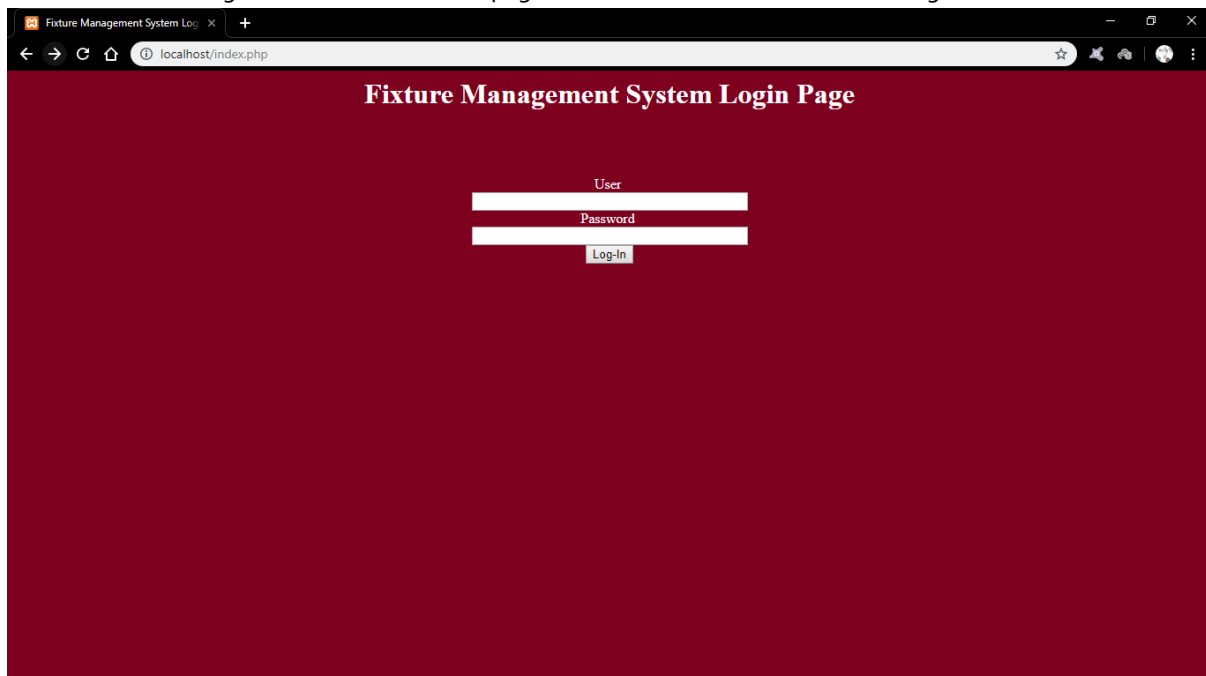 Fixture Management System Log
localhost/index.php
Fixture Management System Login Page
User
Password
Log-In